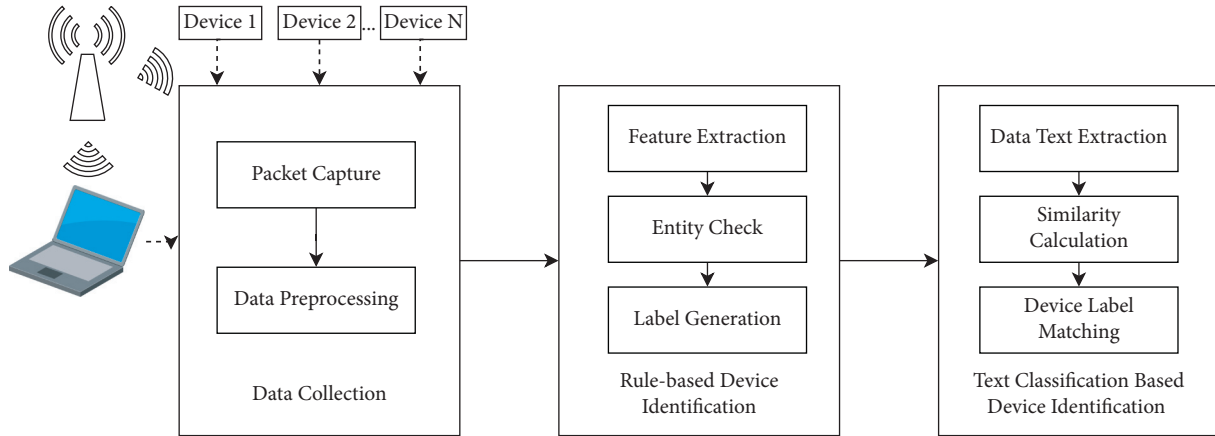 Device 1
Device 2
...
Device N
Packet Capture
Data Preprocessing
Data Collection
Feature Extraction
Entity Check
Label Generation
Rule-based Device
Identification
Data Text Extraction
Similarity
Calculation
Device Label
Matching
Text Classification Based
Device Identification